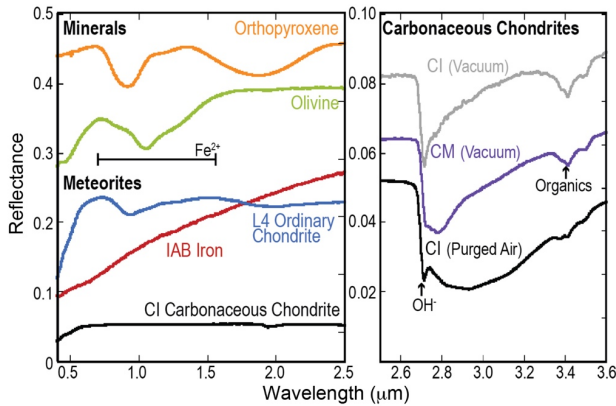 Minerals
Orthopyroxene
Olivine
Fe²⁺
Meteorites
L4 Ordinary
Chondrite
IAB Iron
CI Carbonaceous Chondrite
Reflectance
0.5
0.4
0.3
0.2
0.1
0
0.5
1.0
1.5
2.0
2.5
Carbonaceous Chondrites
CI (Vacuum)
CM (Vacuum)
Organics
CI (Purged Air)
OH⁻
0.10
0.08
0.06
0.04
0.02
2.6
2.8
3.0
3.2
3.4
3.6
Wavelength (μm)